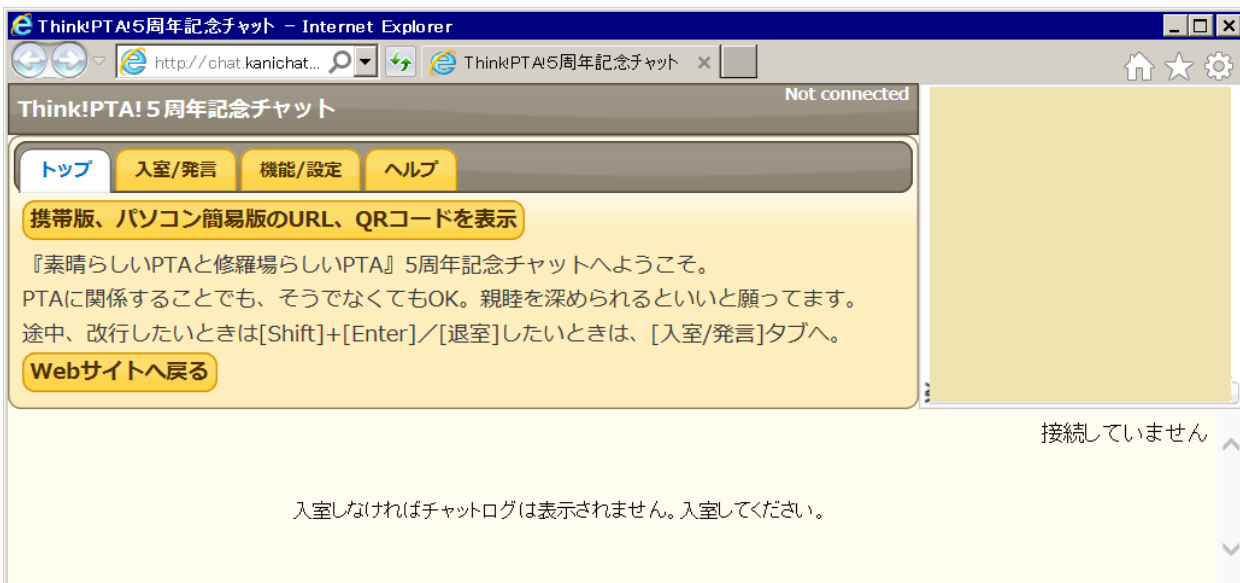 Think!PTA!5周年記念チャット - Internet Explorer
http://chat.kanichat...
Think!PTA!5周年記念チャット
Think!PTA!５周年記念チャット
Not connected
トップ
入室/発言
機能/設定
ヘルプ
携帯版、パソコン簡易版のURL、QRコードを表示
『素晴らしいPTAと修羅場らしいPTA』5周年記念チャットへようこそ。
PTAに関係することでも、そうでなくてもOK。親睦を深められるといいと願ってます。
途中、改行したいときは[Shift]+[Enter]／[退室]したいときは、[入室/発言]タブへ。
Webサイトへ戻る
接続していません
入室しなければチャットログは表示されません。入室してください。